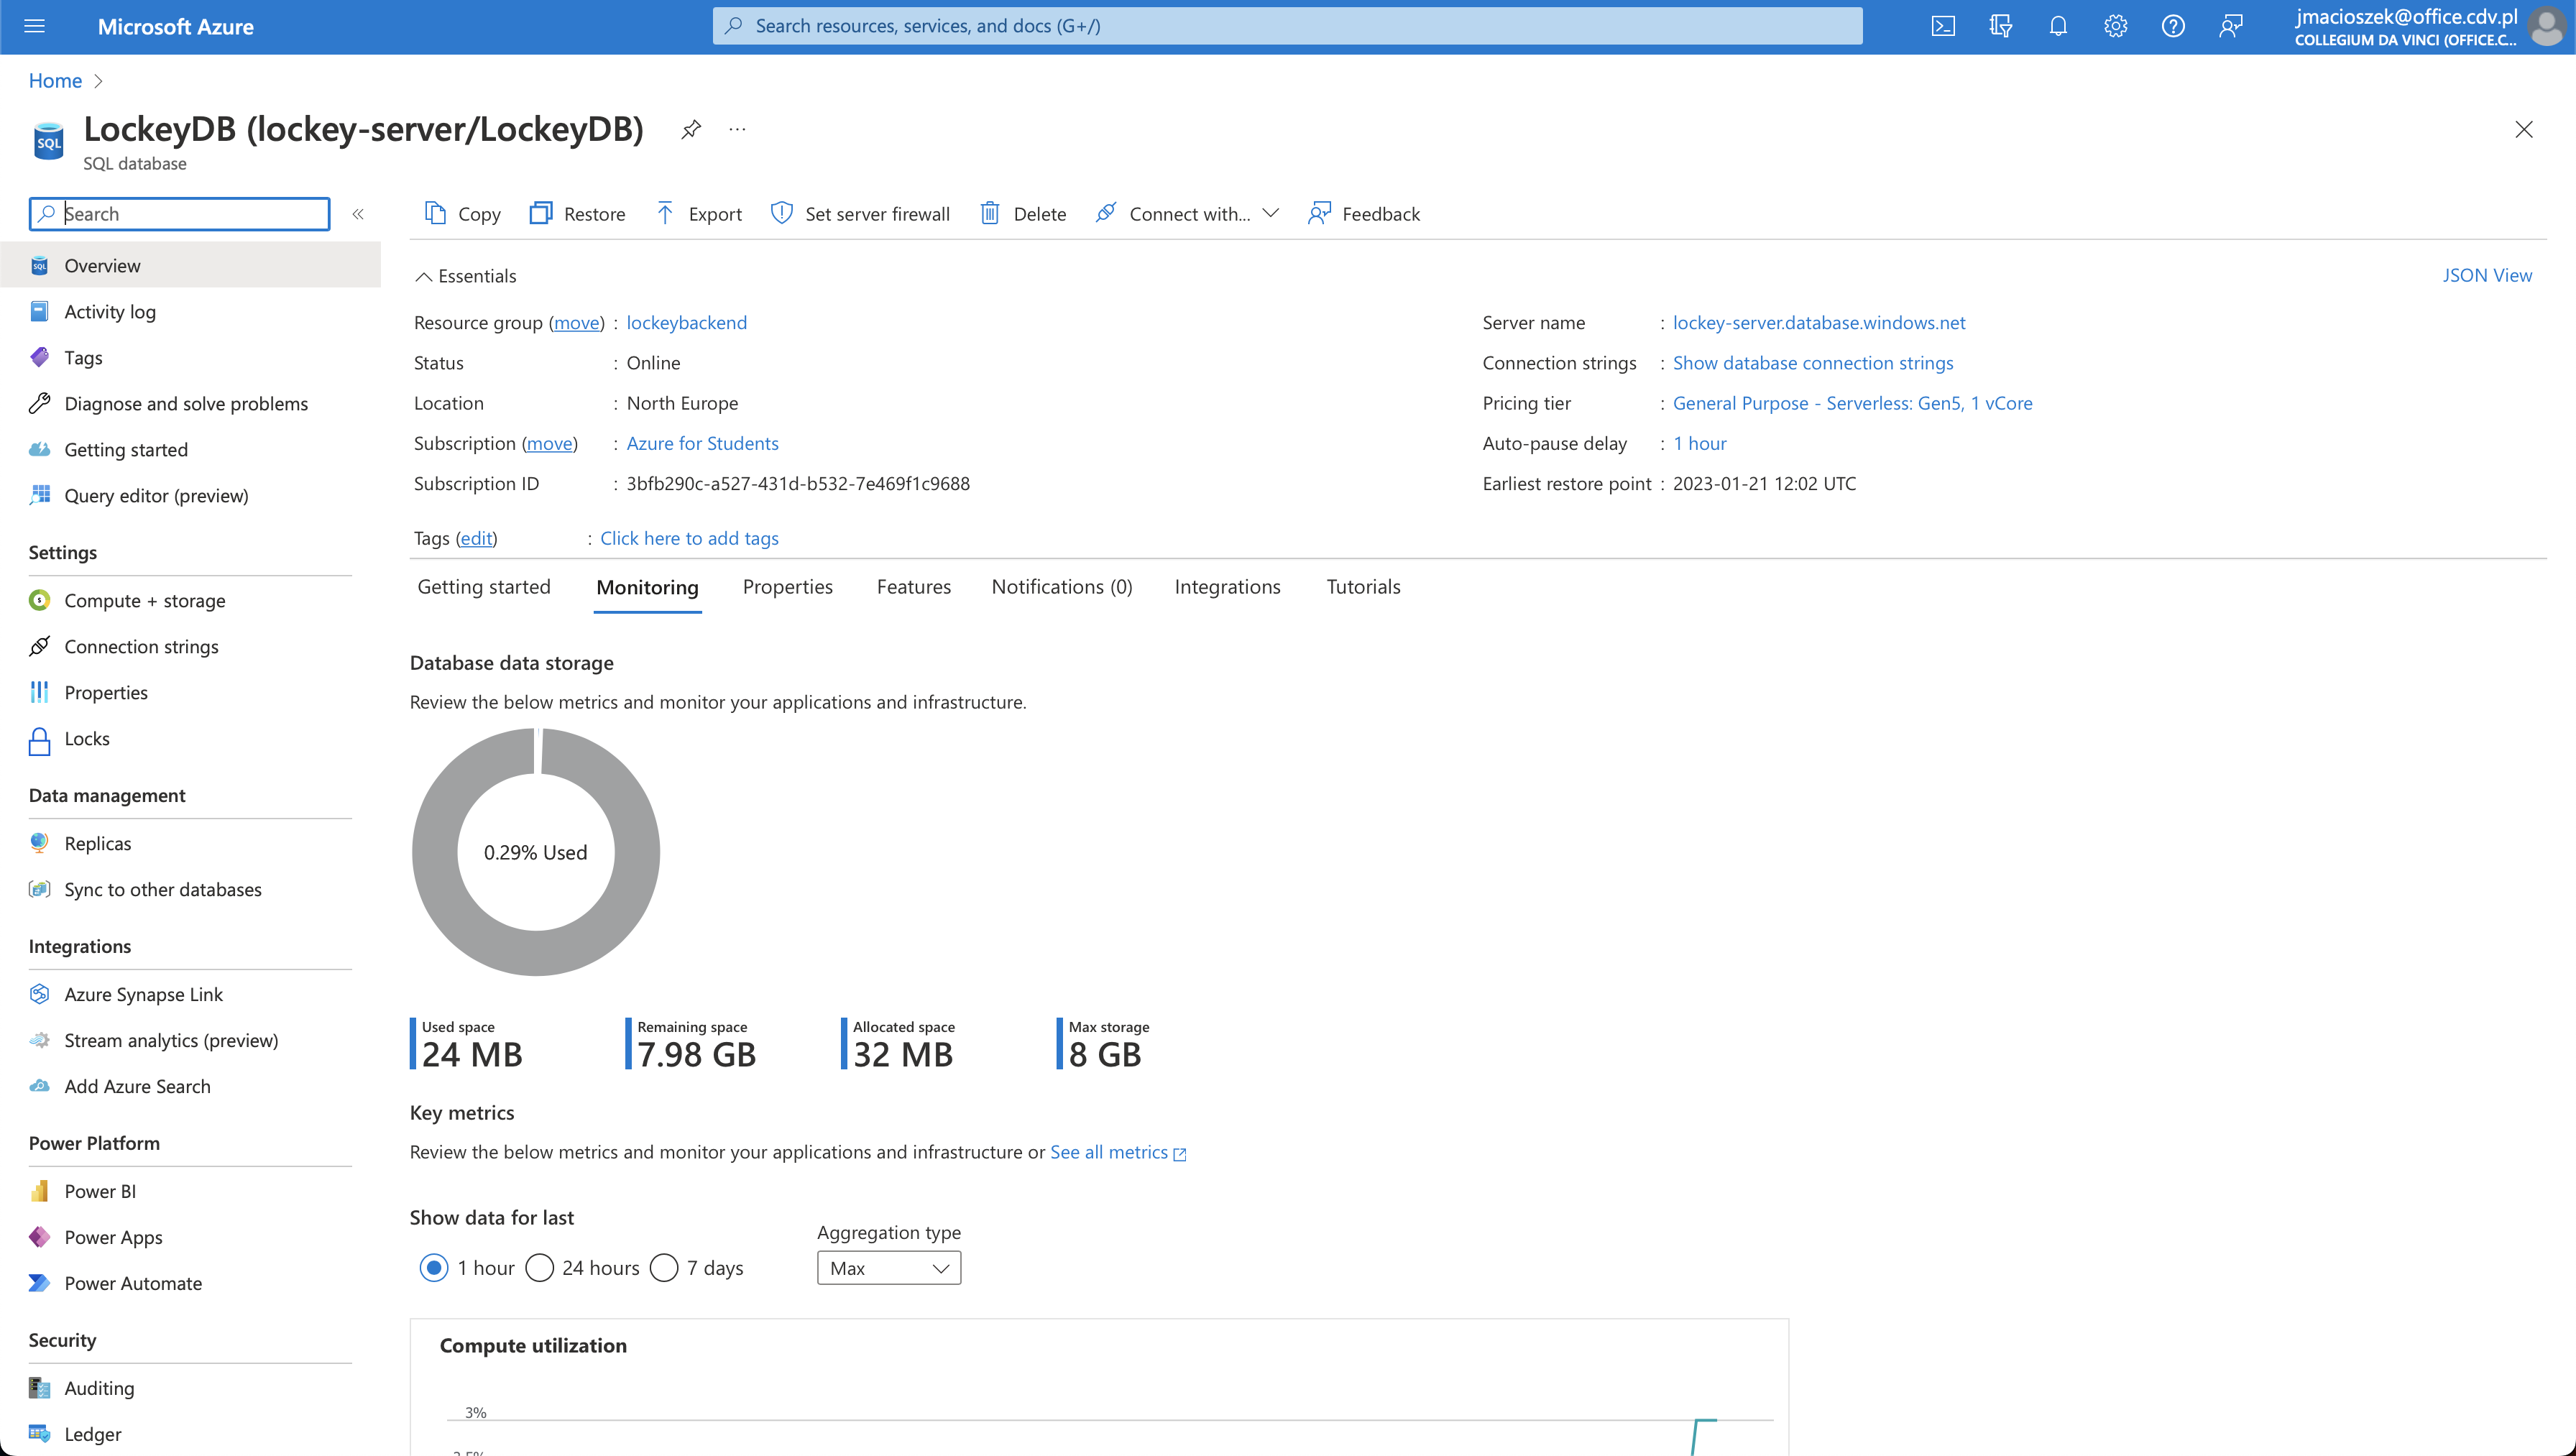 Microsoft Azure
Search resources, services, and docs (G+/)
jmacioszek@office.cdv.pl
COLLEGIUM DA VINCI (OFFICE.C...
Home
LockeyDB (lockey-server/LockeyDB)
SQL
SQL database
Search
Copy
Restore
Export
Set server firewall
Delete
Connect with...
Feedback
Overview
Activity log
Tags
Diagnose and solve problems
Getting started
Query editor (preview)
Settings
Compute + storage
Connection strings
Properties
Locks
Data management
Replicas
Sync to other databases
Integrations
Azure Synapse Link
Stream analytics (preview)
Add Azure Search
Power Platform
Power BI
Power Apps
Power Automate
Security
Auditing
Ledger
Essentials
JSON View
Resource group (move) : lockeybackend
Status : Online
Location : North Europe
Subscription (move) : Azure for Students
Subscription ID : 3bfb290c-a527-431d-b532-7e469f1c9688
Server name : lockey-server.database.windows.net
Connection strings : Show database connection strings
Pricing tier : General Purpose - Serverless: Gen5, 1 vCore
Auto-pause delay : 1 hour
Earliest restore point : 2023-01-21 12:02 UTC
Tags (edit) : Click here to add tags
Getting started
Monitoring
Properties
Features
Notifications (0)
Integrations
Tutorials
Database data storage
Review the below metrics and monitor your applications and infrastructure.
0.29% Used
Used space
24 MB
Remaining space
7.98 GB
Allocated space
32 MB
Max storage
8 GB
Key metrics
Review the below metrics and monitor your applications and infrastructure or See all metrics
Show data for last
1 hour
24 hours
7 days
Aggregation type
Max
Compute utilization
3%